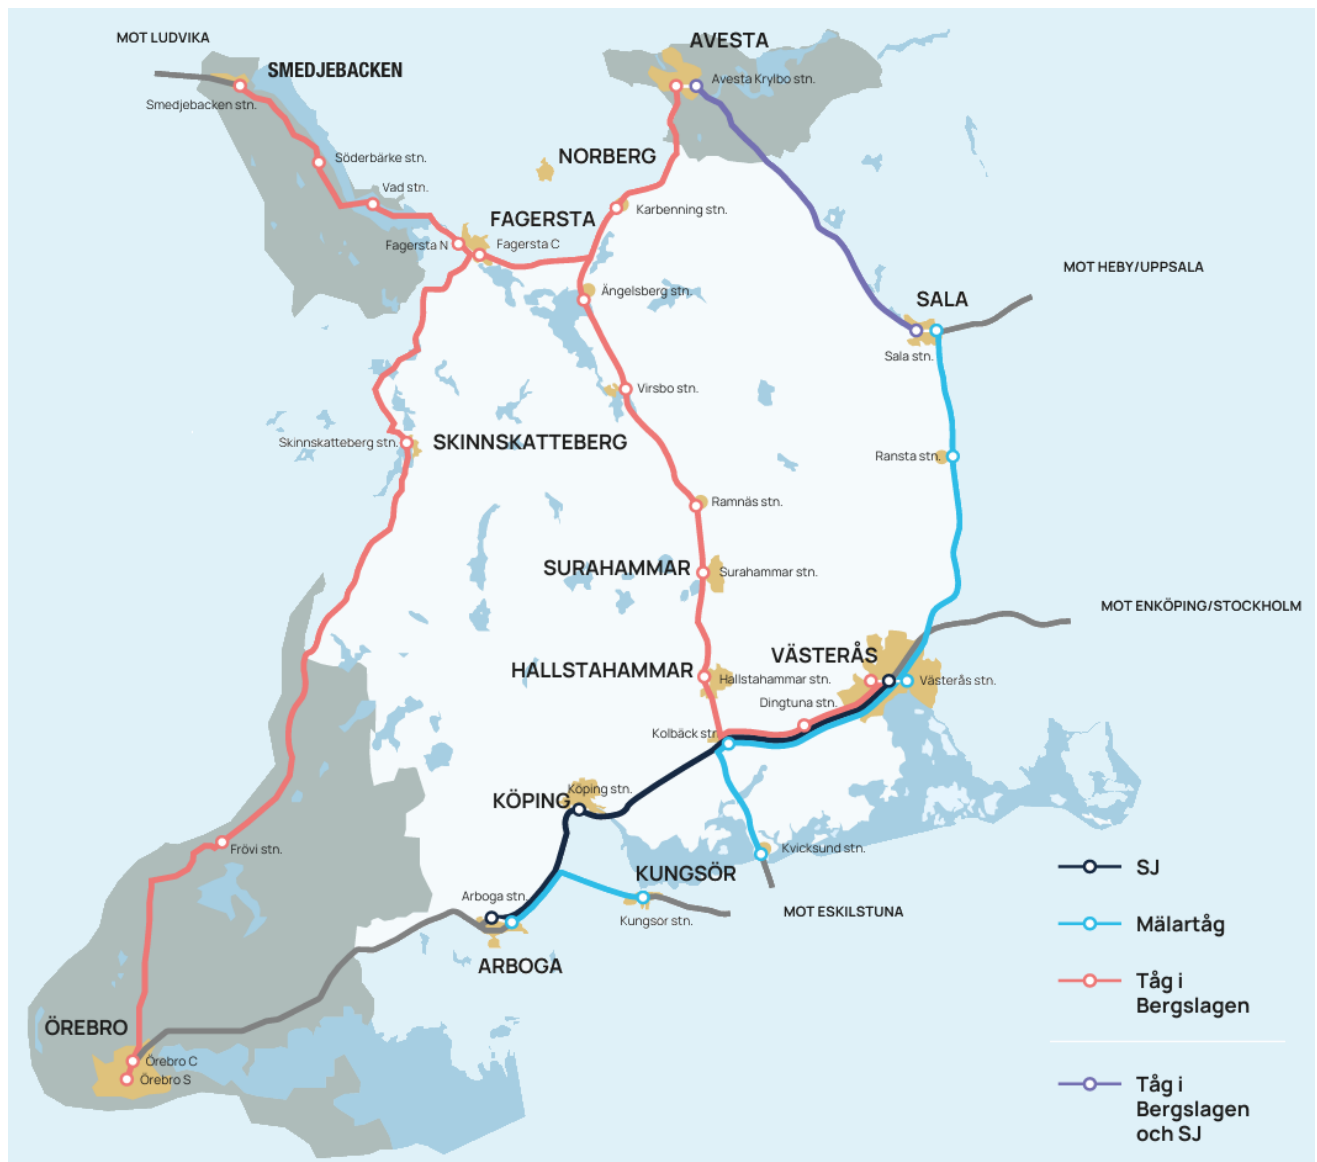 MOT LUDVIKA
AVESTA
SMEDJEBACKEN
Avesta Krylbo stn.
Smedjebacken stn.
NORBERG
Söderbärke stn.
Vad stn.
Karbenning stn.
FAGERSTA
Fagersta N
Fagersta C
MOT HEBY/UPPSALA
Ängelsberg stn.
SALA
Sala stn.
Virsbo stn.
Skinnskatteberg stn.
SKINNSKATTEBERG
Ransta stn.
Ramnäs stn.
SURAHAMMAR
Surahammar stn.
MOT ENKÖPING/STOCKHOLM
VÄSTERÅS
HALLSTAHAMMAR
Hallstahammar stn.
Västerås stn.
Dingtuna stn.
Kolbäck stn
Köping stn.
KÖPING
Frövi stn.
Kvicksund stn.
KUNGSÖR
SJ
Arboga stn.
Kungsör stn.
MOT ESKILSTUNA
Mälartåg
ARBOGA
Tåg i
Bergslagen
ÖREBRO
Örebro C
Örebro S
Tåg i
Bergslagen
och SJ